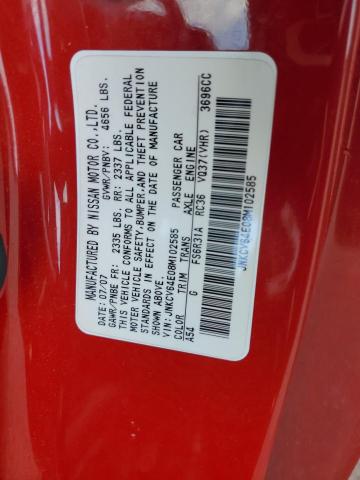 MANUFACTURED BY NISSAN MOTOR CO.,LTD.
DATE: 07/07 GVWR/PNBV: 4656 LBS.
GAWR/PNBE FR: 2335 LBS. RR: 2337 LBS.
THIS VEHICLE CONFORMS TO ALL APPLICABLE FEDERAL
MOTOR VEHICLE SAFETY,BUMPER,AND THEFT PREVENTION
STANDARDS IN EFFECT ON THE DATE OF MANUFACTURE
SHOWN ABOVE.
VIN: JNKCV64E08M102585 PASSENGER CAR
COLOR TRIM TRANS AXLE ENGINE
A54 G FS6R31A RC36 VQ37(VHR) 3696CC
JNKCV64E08M102585